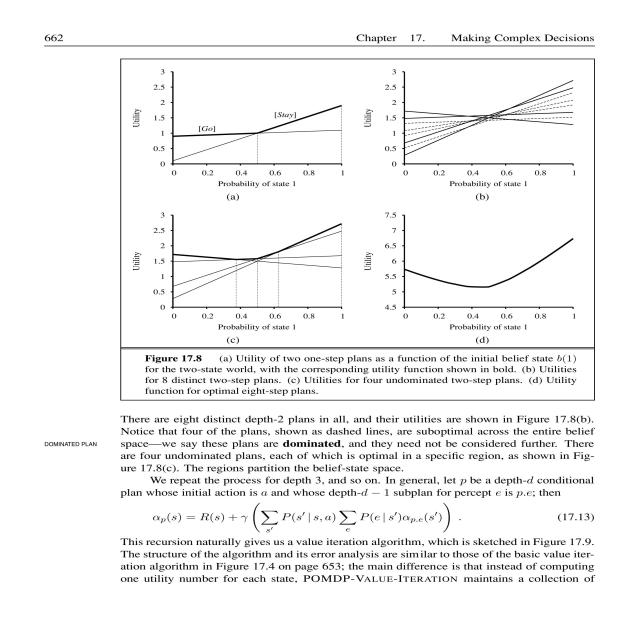 662 Chapter 17. Making Complex Decisions
3
2.5
2
1.5
1
0.5
0
Utility
[Go]
[Stay]
0 0.2 0.4 0.6 0.8 1
Probability of state 1
(a)
3
2.5
2
1.5
1
0.5
0
Utility
0 0.2 0.4 0.6 0.8 1
Probability of state 1
(b)
3
2.5
2
1.5
1
0.5
0
Utility
0 0.2 0.4 0.6 0.8 1
Probability of state 1
(c)
7.5
7
6.5
6
5.5
5
4.5
Utility
0 0.2 0.4 0.6 0.8 1
Probability of state 1
(d)
Figure 17.8 (a) Utility of two one-step plans as a function of the initial belief state b(1)
for the two-state world, with the corresponding utility function shown in bold. (b) Utilities
for 8 distinct two-step plans. (c) Utilities for four undominated two-step plans. (d) Utility
function for optimal eight-step plans.
There are eight distinct depth-2 plans in all, and their utilities are shown in Figure 17.8(b).
Notice that four of the plans, shown as dashed lines, are suboptimal across the entire belief
DOMINATED PLAN space—we say these plans are dominated, and they need not be considered further. There
are four undominated plans, each of which is optimal in a specific region, as shown in Fig-
ure 17.8(c). The regions partition the belief-state space.
We repeat the process for depth 3, and so on. In general, let p be a depth-d conditional
plan whose initial action is a and whose depth-d − 1 subplan for percept e is p.e; then
αp(s) = R(s) + γ ( ∑s′ P(s′ | s, a) ∑e P(e | s′)αp.e(s′) ) . (17.13)
This recursion naturally gives us a value iteration algorithm, which is sketched in Figure 17.9.
The structure of the algorithm and its error analysis are similar to those of the basic value iter-
ation algorithm in Figure 17.4 on page 653; the main difference is that instead of computing
one utility number for each state, POMDP-VALUE-ITERATION maintains a collection of